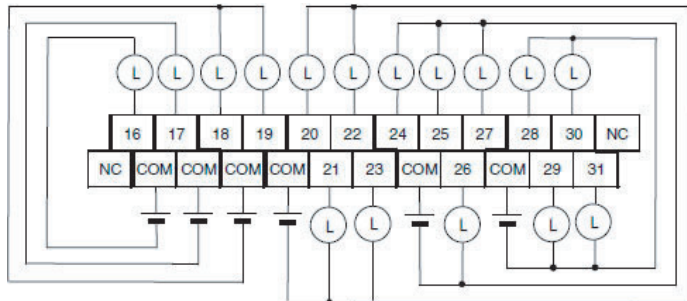 L L L L L L L L L L L
16 17 18 19 20 22 24 25 27 28 30 NC
NC COM COM COM COM 21 23 COM 26 COM 29 31
L L L L L